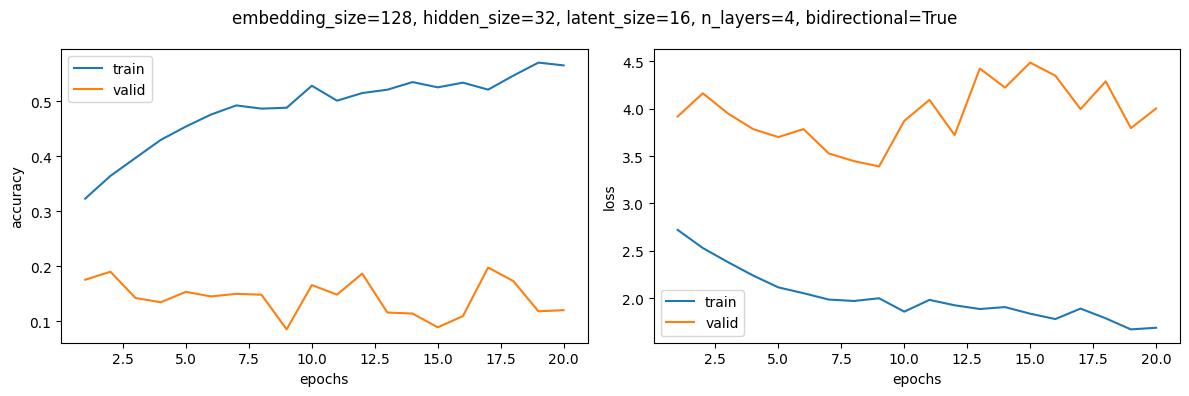 embedding_size=128, hidden_size=32, latent_size=16, n_layers=4, bidirectional=True
train
valid
accuracy
0.5
0.4
0.3
0.2
0.1
2.5 5.0 7.5 10.0 12.5 15.0 17.5 20.0
epochs
loss
4.5
4.0
3.5
3.0
2.5
2.0
train
valid
2.5 5.0 7.5 10.0 12.5 15.0 17.5 20.0
epochs